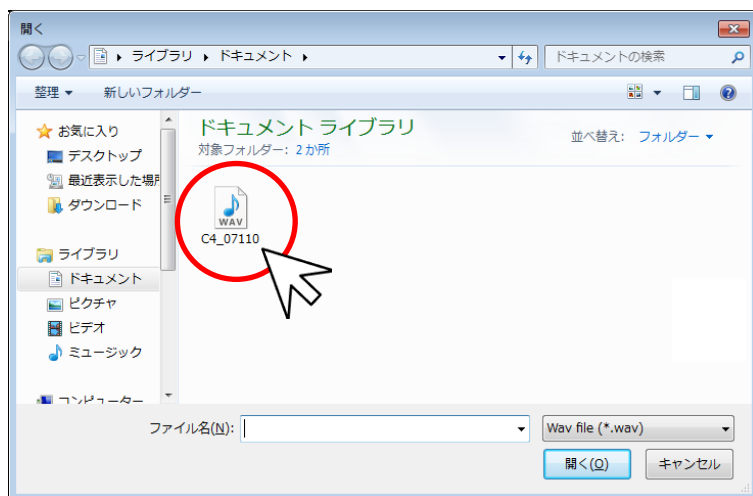 開く
ライブラリ ドキュメント
ドキュメントの検索
整理 新しいフォルダー
お気に入り
デスクトップ
最近表示した場所
ダウンロード
ライブラリ
ドキュメント
ピクチャ
ビデオ
ミュージック
コンピューター
ドキュメント ライブラリ
対象フォルダー: 2 か所
並べ替え: フォルダー
WAV
C4_07110
ファイル名(N):
Wav file (*.wav)
開く(O)
キャンセル